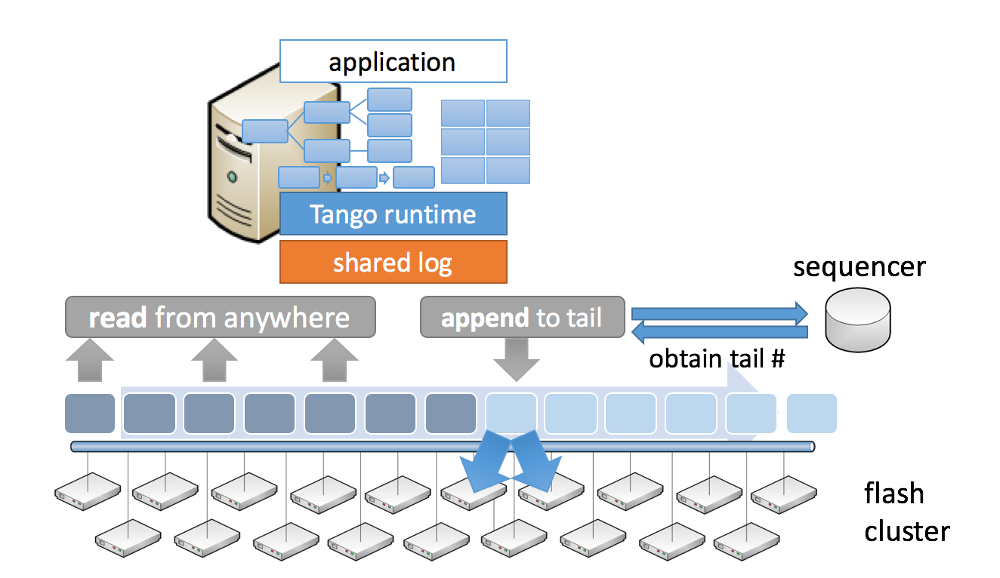 application
Tango runtime
shared log
sequencer
read from anywhere
append to tail
obtain tail #
flash
cluster